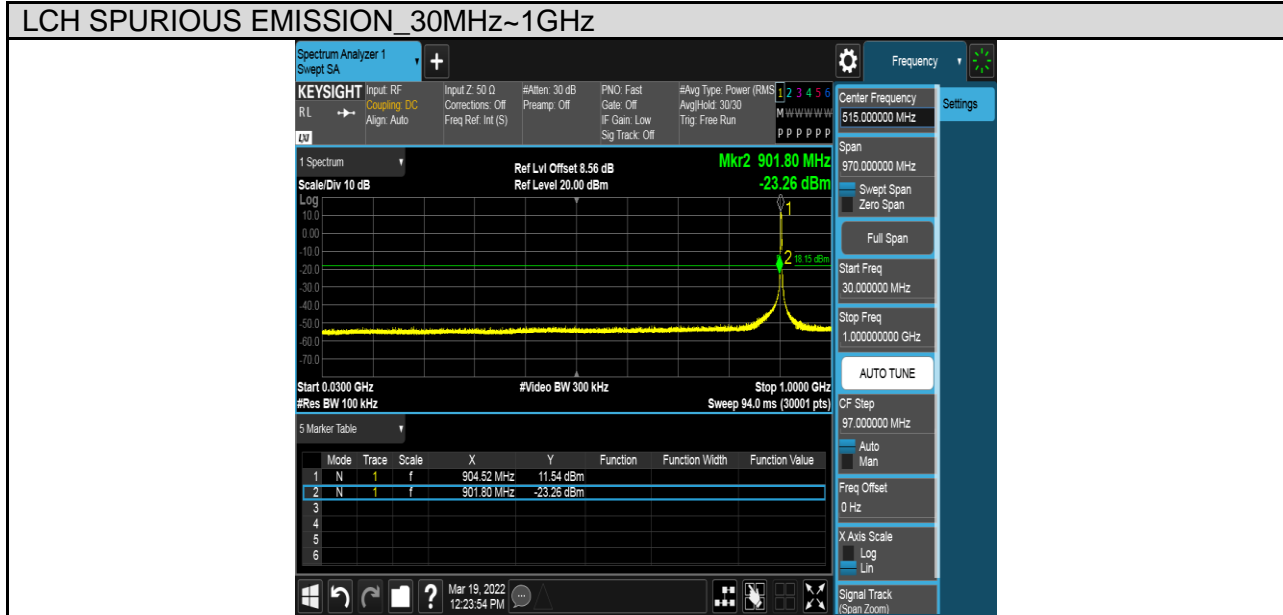 LCH SPURIOUS EMISSION_30MHz~1GHz
Spectrum Analyzer 1
Swept SA
Frequency
KEYSIGHT Input: RF
RL Coupling: DC
Align: Auto
LXI
Input Z: 50 Ω
Corrections: Off
Freq Ref: Int (S)
#Atten: 30 dB
Preamp: Off
PNO: Fast
Gate: Off
IF Gain: Low
Sig Track: Off
#Avg Type: Power (RMS
Avg|Hold: 30/30
Trig: Free Run
1 2 3 4 5 6
M W W W W W
P P P P P P
1 Spectrum
Scale/Div 10 dB
Ref Lvl Offset 8.56 dB
Ref Level 20.00 dBm
Mkr2 901.80 MHz
-23.26 dBm
Log
10.0
0.00
-10.0
-20.0
-30.0
-40.0
-50.0
-60.0
-70.0
1
2
18.15 dBm
Start 0.0300 GHz
#Res BW 100 kHz
#Video BW 300 kHz
Stop 1.0000 GHz
Sweep 94.0 ms (30001 pts)
5 Marker Table
Mode Trace Scale X Y Function Function Width Function Value
1 N 1 f 904.52 MHz 11.54 dBm
2 N 1 f 901.80 MHz -23.26 dBm
3
4
5
6
Mar 19, 2022
12:23:54 PM
Center Frequency
515.000000 MHz
Settings
Span
970.000000 MHz
Swept Span
Zero Span
Full Span
Start Freq
30.000000 MHz
Stop Freq
1.000000000 GHz
AUTO TUNE
CF Step
97.000000 MHz
Auto
Man
Freq Offset
0 Hz
X Axis Scale
Log
Lin
Signal Track
(Span Zoom)